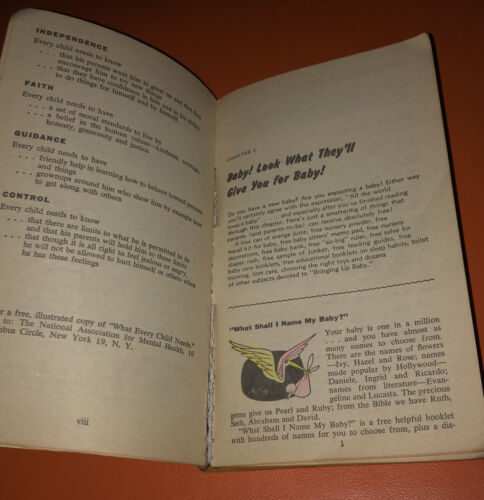 INDEPENDENCE
Every child needs to know
. . . that his parents want him to grow up and that they
encourage him to try new things
. . . that they have confidence in him and in his ability
to do things for himself and by himself
FAITH
Every child needs to have
. . . a set of moral standards to live by
. . . a belief in the human values—kindness, courage,
honesty, generosity and justice
GUIDANCE
Every child needs to have
. . . friendly help in learning how to behave toward persons
and things
. . . grownups around him who show him by example how
to get along with others
CONTROL
Every child needs to know
. . . that there are limits to what he is permitted to do
and that his parents will hold him to these limits
. . . that though it is all right to feel jealous or angry,
he will not be allowed to hurt himself or others when
he has these feelings
r a free, illustrated copy of "What Every Child Needs,"
to: The National Association for Mental Health, 10
mbus Circle, New York 19, N. Y.
viii
CHAPTER 1
Baby! Look What They'll
Give You for Baby!
Do you have a new baby? Are you expecting a baby? Either way
you'll certainly agree with the expression, "All the world
loves a baby" . . . and especially after you've finished reading
through this chapter. Here's just a smattering of things that
parents (and parents-to-be) can receive absolutely free!
A free can of orange juice, free nursery powder, free
travel kit for baby, free baby sitters' memo pad, free nursery
decorations, free baby bank, free "60-big" ruler, free salve for
diaper rash, free sample of Junket, free feeding guides, free
baby care booklets, free educational booklets on sleep habits, toilet
training, foot care, choosing the right toys and dozens
of other subjects devoted to "Bringing Up Baby."
"What Shall I Name My Baby?"
Your baby is one in a million
. . . and you have almost as
many names to choose from.
There are the names of flowers
—Ivy, Hazel and Rose; names
made popular by Hollywood—
Daniele, Ingrid and Ricardo;
names from literature—Evan-
geline and Lucasta. The precious
gems give us Pearl and Ruby; from the Bible we have Ruth,
Seth, Abraham and David.
"What Shall I Name My Baby?" is a free helpful booklet
with hundreds of names for you to choose from, plus a dis-
1